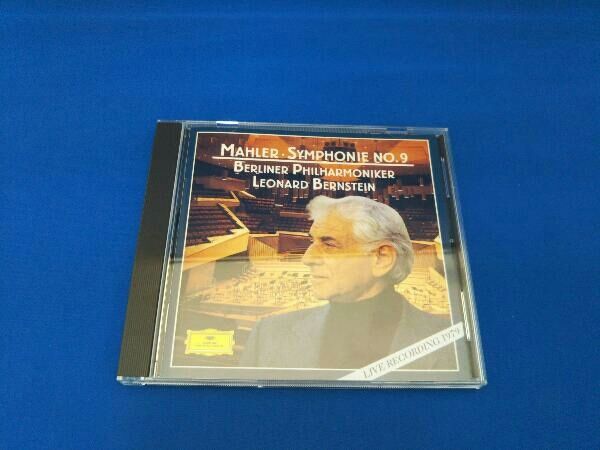 MAHLER · SYMPHONIE NO. 9
BERLINER PHILHARMONIKER
LEONARD BERNSTEIN
LIVE RECORDING 1979